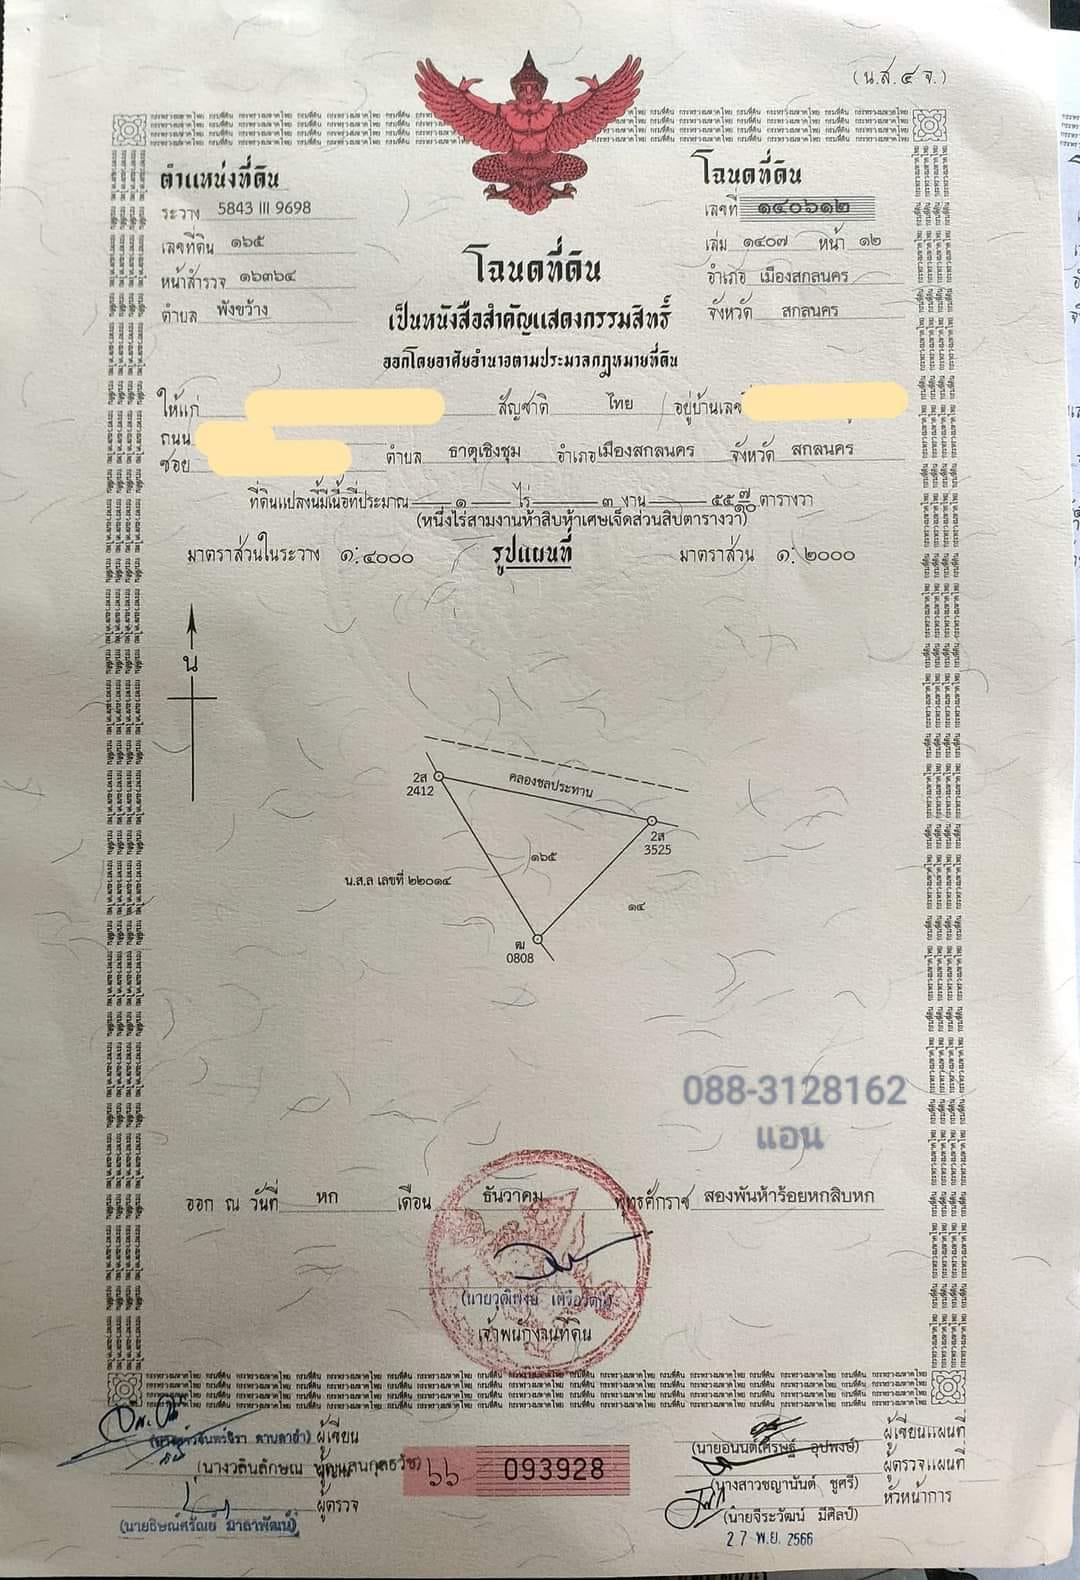 (น.ส.๔ จ.)
ตำแหน่งที่ดิน
ระวาง 5843 III 9698
เลขที่ดิน ๑๖๕
หน้าสำรวจ ๑๖๓๖๔
ตำบล พังขว้าง
โฉนดที่ดิน
เลขที่ ๑๔๐๖๑๒
เล่ม ๑๔๐๗ หน้า ๑๒
อำเภอ เมืองสกลนคร
จังหวัด สกลนคร
โฉนดที่ดิน
เป็นหนังสือสำคัญแสดงกรรมสิทธิ์
ออกโดยอาศัยอำนาจตามประมวลกฎหมายที่ดิน
ให้แก่ สัญชาติ ไทย อยู่บ้านเลขที่
ถนน
ซอย ตำบล ธาตุเชิงชุม อำเภอเมืองสกลนคร จังหวัด สกลนคร
ที่ดินแปลงนี้มีเนื้อที่ประมาณ ๑ ไร่ ๓ งาน ๕๕ ๗/๑๐ ตารางวา
(หนึ่งไร่สามงานห้าสิบห้าเศษเจ็ดส่วนสิบตารางวา)
มาตราส่วนในระวาง ๑:๔๐๐๐ รูปแผนที่ มาตราส่วน ๑:๒๐๐๐
น
คลองชลประทาน
2ส
2412
2ส
3525
๑๖๕
น.ส.ล เลขที่ ๒๒๐๑๔
๑๔
ฒ
0808
088-3128162
แอน
ออก ณ วันที่ หก เดือน ธันวาคม พุทธศักราช สองพันห้าร้อยหกสิบหก
เจ้าพนักงานที่ดิน
ผู้เขียน
ผู้ตรวจ
๖๖ 093928
ผู้เขียนแผนที่
ผู้ตรวจแผนที่
(นางสาวชญานันต์ ชูศรี)
หัวหน้าการ
(นายจีระวัฒน์ มีศิลป์)
27 พ.ย. 2566